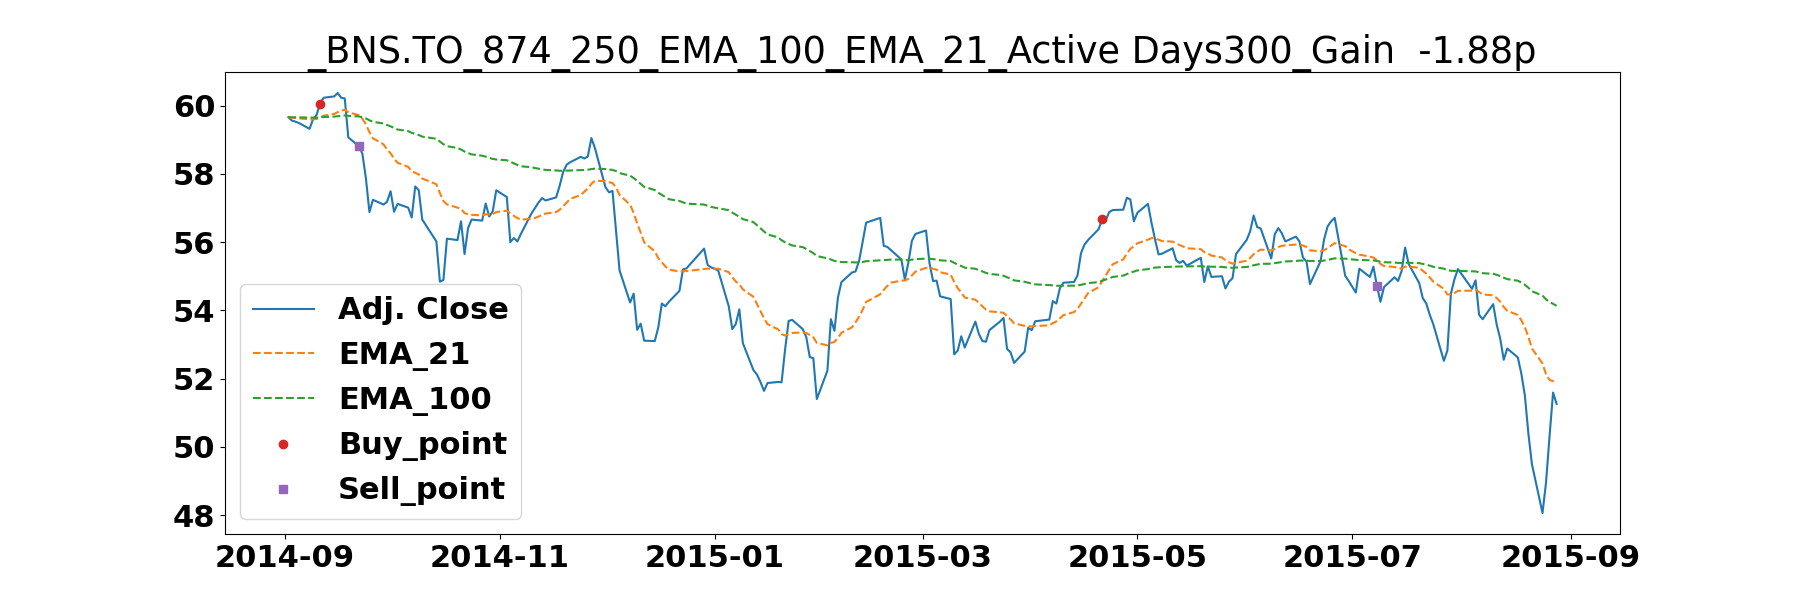 _BNS.TO_874_250_EMA_100_EMA_21_Active Days300_Gain  -1.88p
60
58
56
54
52
50
48
Adj. Close
EMA_21
EMA_100
Buy_point
Sell_point
2014-09 2014-11 2015-01 2015-03 2015-05 2015-07 2015-09